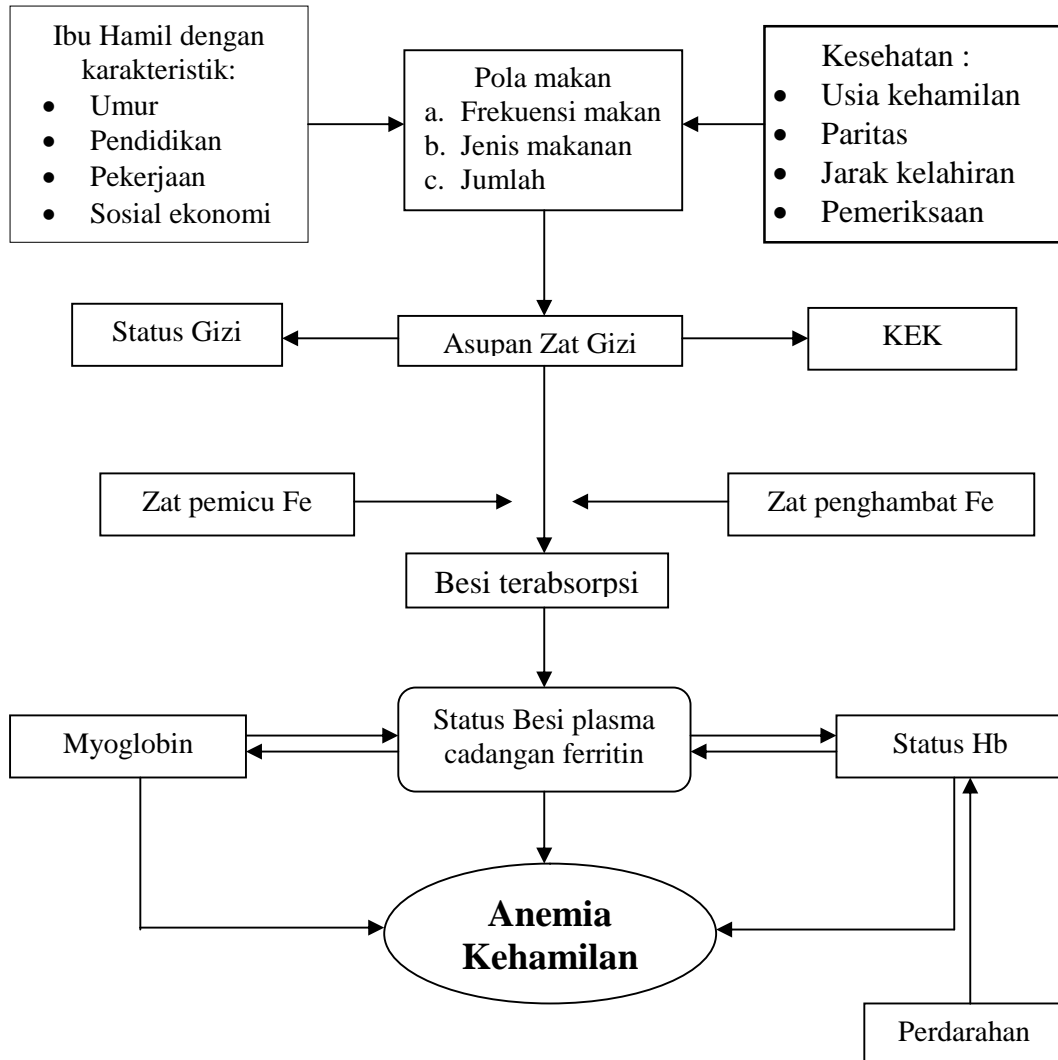 Ibu Hamil dengan
karakteristik:
• Umur
• Pendidikan
• Pekerjaan
• Sosial ekonomi
Pola makan
a. Frekuensi makan
b. Jenis makanan
c. Jumlah
Kesehatan :
• Usia kehamilan
• Paritas
• Jarak kelahiran
• Pemeriksaan
Status Gizi
Asupan Zat Gizi
KEK
Zat pemicu Fe
Zat penghambat Fe
Besi terabsorpsi
Myoglobin
Status Besi plasma
cadangan ferritin
Status Hb
Anemia
Kehamilan
Perdarahan